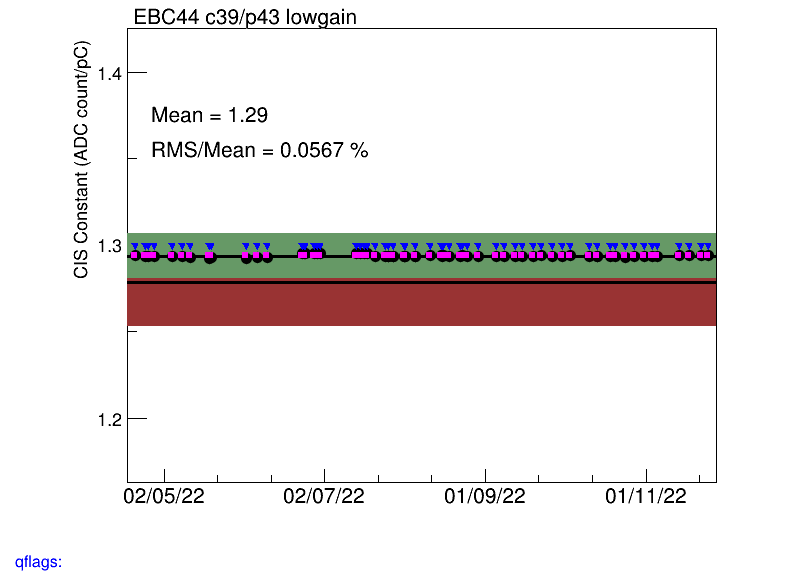 EBC44 c39/p43 lowgain
CIS Constant (ADC count/pC)
1.4
Mean = 1.29
RMS/Mean = 0.0567 %
1.3
1.2
02/05/22 02/07/22 01/09/22 01/11/22
qflags: